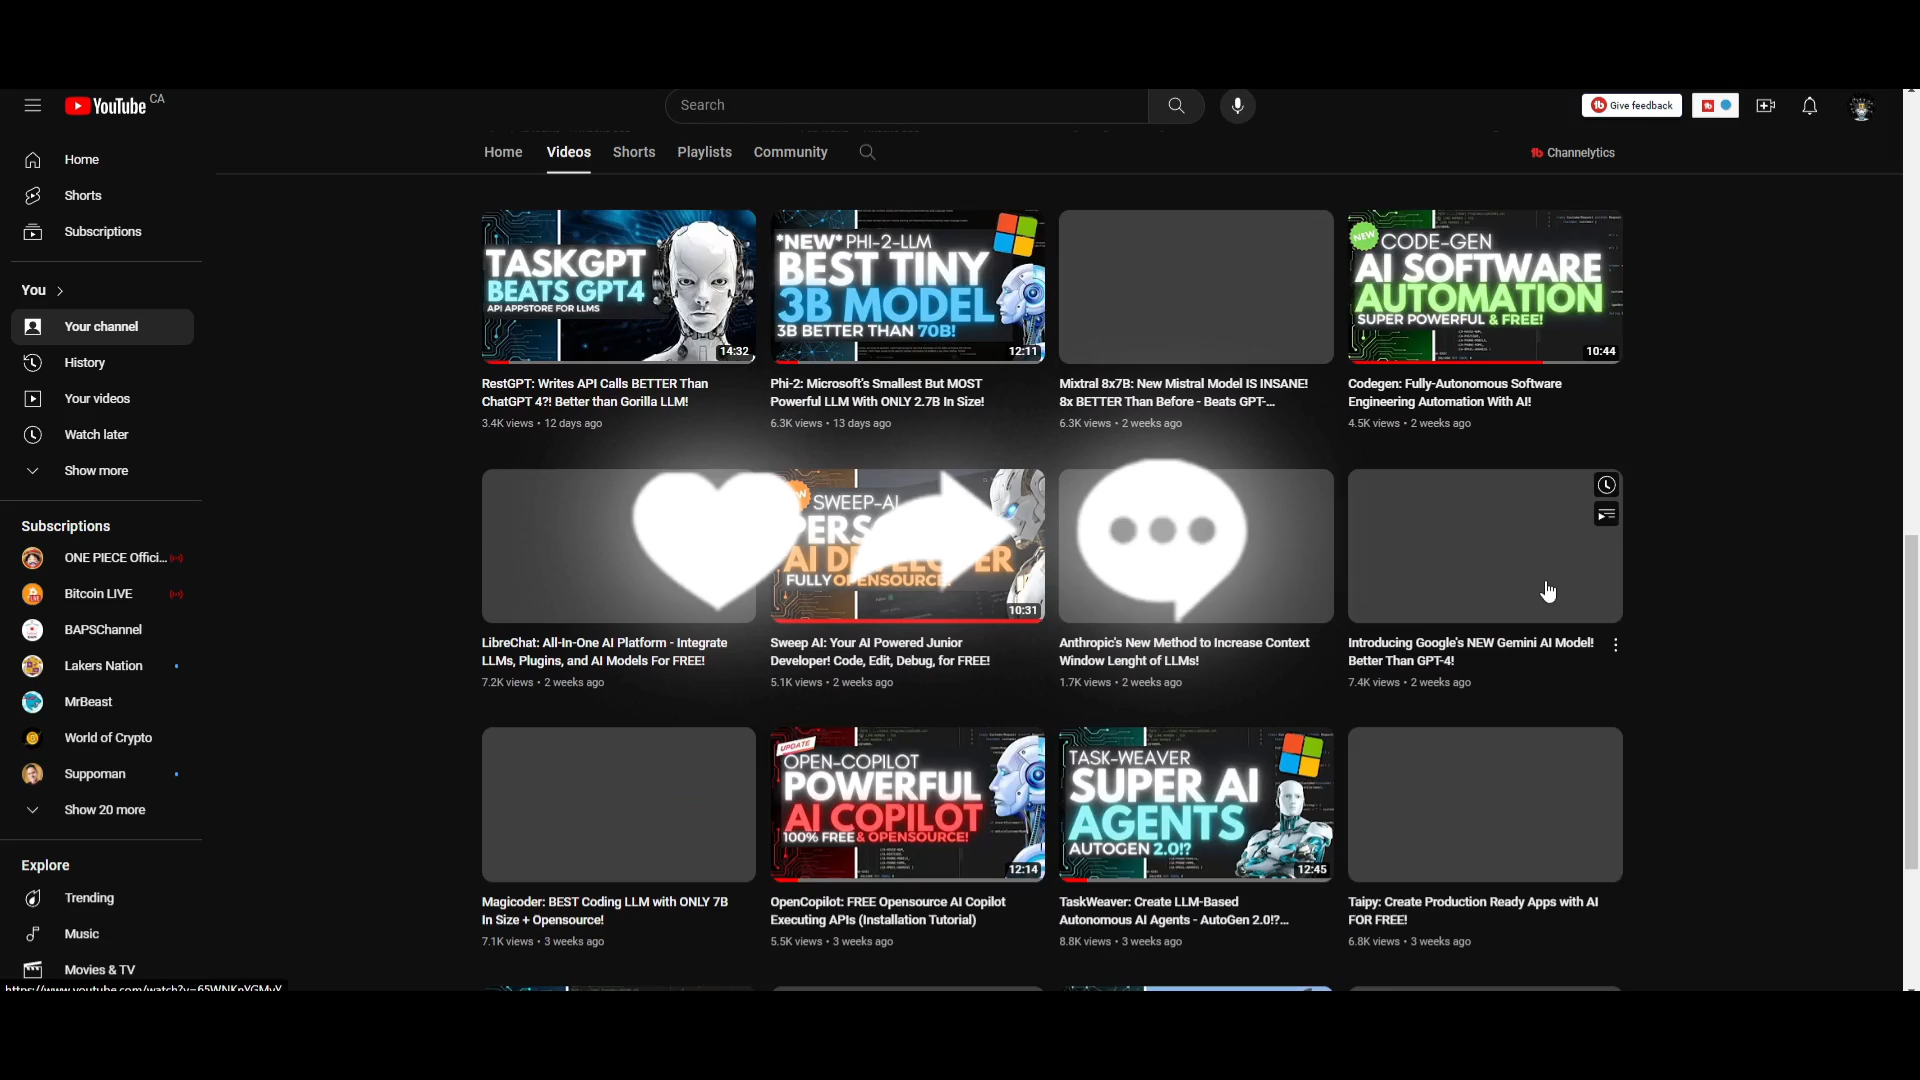 YouTube CA
Search
Give feedback
Home
Shorts
Subscriptions
You
Your channel
History
Your videos
Watch later
Show more
Subscriptions
ONE PIECE Offici...
Bitcoin LIVE
BAPSChannel
Lakers Nation
MrBeast
World of Crypto
Suppoman
Show 20 more
Explore
Trending
Music
Movies & TV
https://www.youtube.com/watch?v=65WNKnYGMvY
Home Videos Shorts Playlists Community
Channelytics
TASKGPT
BEATS GPT4
API APPSTORE FOR LLMS
14:32
RestGPT: Writes API Calls BETTER Than
ChatGPT 4?! Better than Gorilla LLM!
3.4K views • 12 days ago
*NEW* PHI-2-LLM
BEST TINY
3B MODEL
3B BETTER THAN 70B!
12:11
Phi-2: Microsoft's Smallest But MOST
Powerful LLM With ONLY 2.7B In Size!
6.3K views • 13 days ago
Mixtral 8x7B: New Mistral Model IS INSANE!
8x BETTER Than Before - Beats GPT-...
6.3K views • 2 weeks ago
NEW
CODE-GEN
AI SOFTWARE
AUTOMATION
SUPER POWERFUL & FREE!
10:44
Codegen: Fully-Autonomous Software
Engineering Automation With AI!
4.5K views • 2 weeks ago
LibreChat: All-In-One AI Platform - Integrate
LLMs, Plugins, and AI Models For FREE!
7.2K views • 2 weeks ago
SWEEP-AI
PERS
AI DEVELOPER
FULLY OPENSOURCE!
10:31
Sweep AI: Your AI Powered Junior
Developer! Code, Edit, Debug, for FREE!
5.1K views • 2 weeks ago
Anthropic's New Method to Increase Context
Window Lenght of LLMs!
1.7K views • 2 weeks ago
Introducing Google's NEW Gemini AI Model!
Better Than GPT-4!
7.4K views • 2 weeks ago
Magicoder: BEST Coding LLM with ONLY 7B
In Size + Opensource!
7.1K views • 3 weeks ago
UPDATE
OPEN-COPILOT
POWERFUL
AI COPILOT
100% FREE & OPENSOURCE!
12:14
OpenCopilot: FREE Opensource AI Copilot
Executing APIs (Installation Tutorial)
5.5K views • 3 weeks ago
TASK-WEAVER
SUPER AI
AGENTS
AUTOGEN 2.0!?
12:45
TaskWeaver: Create LLM-Based
Autonomous AI Agents - AutoGen 2.0!?...
8.8K views • 3 weeks ago
Taipy: Create Production Ready Apps with AI
FOR FREE!
6.8K views • 3 weeks ago